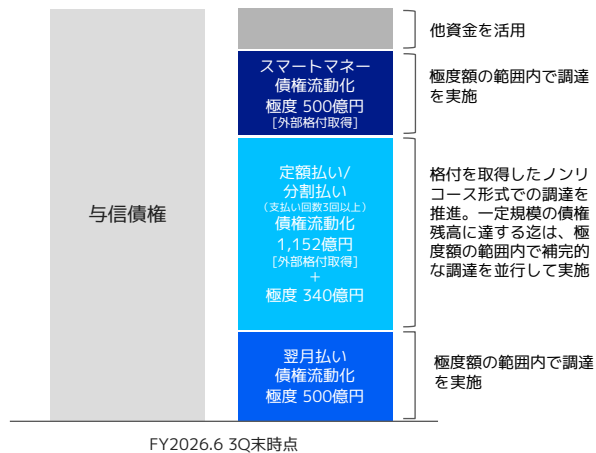 与信債権
スマートマネー
債権流動化
極度 500億円
[外部格付取得]
定額払い/
分割払い
（支払い回数3回以上）
債権流動化
1,152億円
[外部格付取得]
＋
極度 340億円
翌月払い
債権流動化
極度 500億円
他資金を活用
極度額の範囲内で調達
を実施
格付を取得したノンリ
コース形式での調達を
推進。一定規模の債権
残高に達する迄は、極
度額の範囲内で補完的
な調達を並行して実施
極度額の範囲内で調達
を実施
FY2026.6 3Q末時点